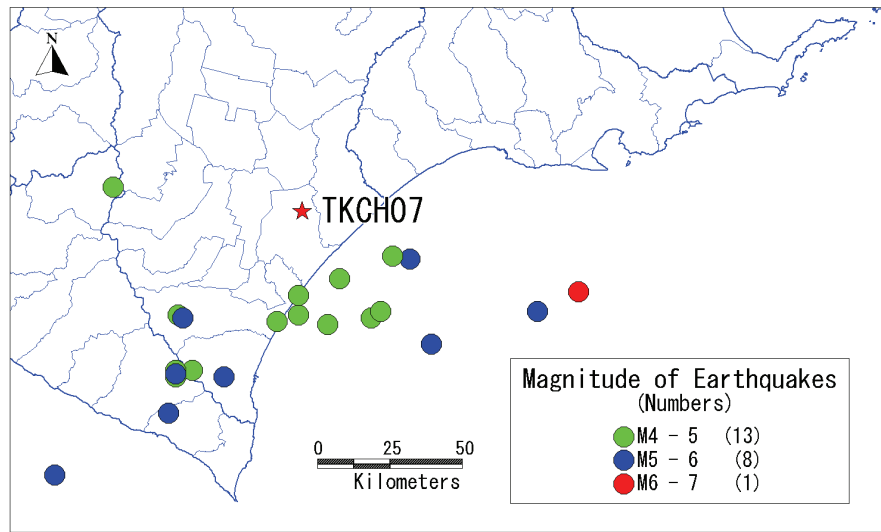 N
TKCH07
Magnitude of Earthquakes
(Numbers)
M4 - 5 (13)
M5 - 6 (8)
M6 - 7 (1)
0 25 50
Kilometers